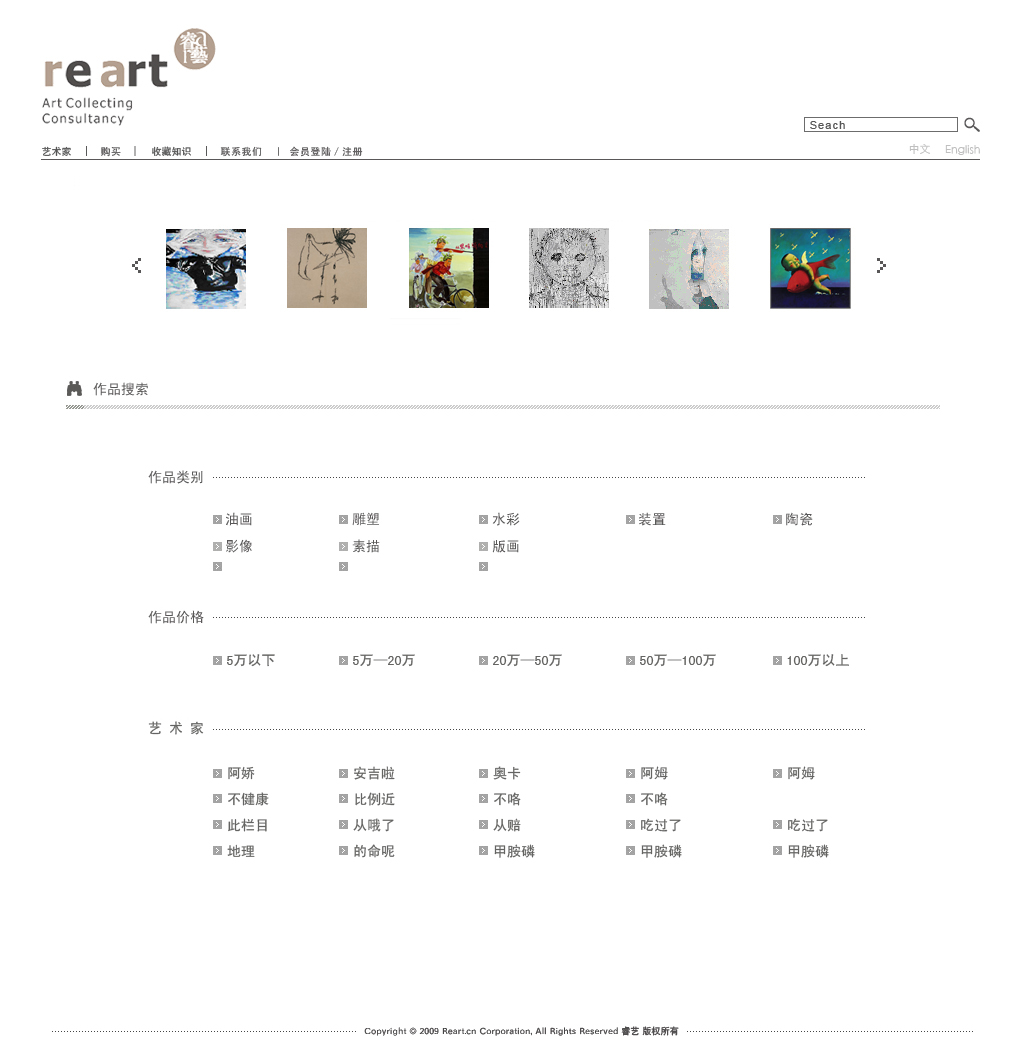 睿艺
re art
Art Collecting
Consultancy
Seach
艺术家 | 购买 | 收藏知识 | 联系我们 | 会员登陆 / 注册
中文 English
作品搜索
作品类别
油画 雕塑 水彩 装置 陶瓷
影像 素描 版画
作品价格
5万以下 5万—20万 20万—50万 50万—100万 100万以上
艺 术 家
阿娇 安吉啦 奥卡 阿姆 阿姆
不健康 比例近 不咯 不咯
此栏目 从哦了 从赔 吃过了 吃过了
地理 的命呢 甲胺磷 甲胺磷 甲胺磷
Copyright © 2009 Reart.cn Corporation, All Rights Reserved 睿艺 版权所有